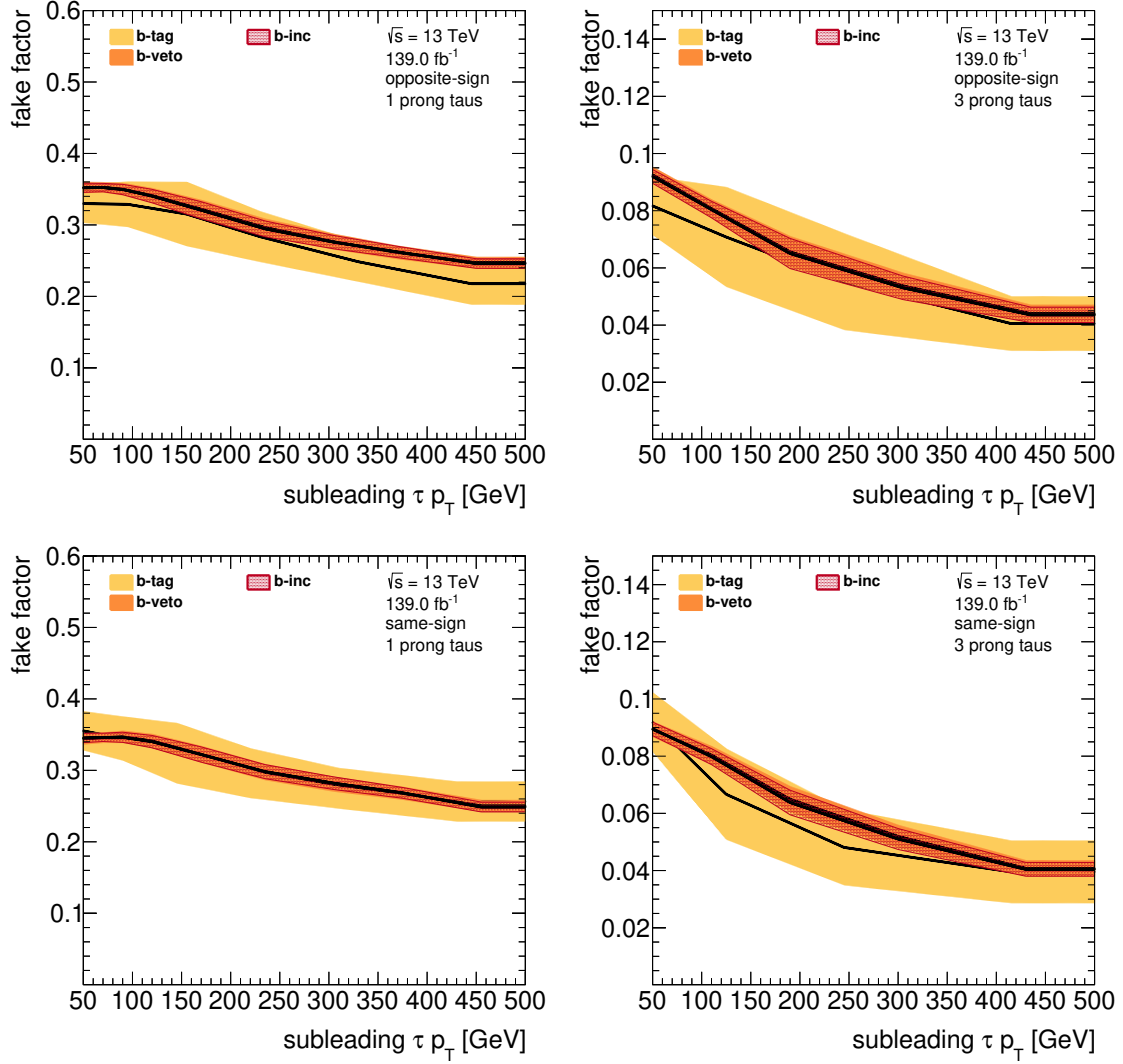 fake factor
0.6
0.5
0.4
0.3
0.2
0.1
b-tag
b-veto
b-inc
√s = 13 TeV
139.0 fb⁻¹
opposite-sign
1 prong taus
50 100 150 200 250 300 350 400 450 500
subleading τ p_T [GeV]
fake factor
0.14
0.12
0.1
0.08
0.06
0.04
0.02
b-tag
b-veto
b-inc
√s = 13 TeV
139.0 fb⁻¹
opposite-sign
3 prong taus
50 100 150 200 250 300 350 400 450 500
subleading τ p_T [GeV]
fake factor
0.6
0.5
0.4
0.3
0.2
0.1
b-tag
b-veto
b-inc
√s = 13 TeV
139.0 fb⁻¹
same-sign
1 prong taus
50 100 150 200 250 300 350 400 450 500
subleading τ p_T [GeV]
fake factor
0.14
0.12
0.1
0.08
0.06
0.04
0.02
b-tag
b-veto
b-inc
√s = 13 TeV
139.0 fb⁻¹
same-sign
3 prong taus
50 100 150 200 250 300 350 400 450 500
subleading τ p_T [GeV]